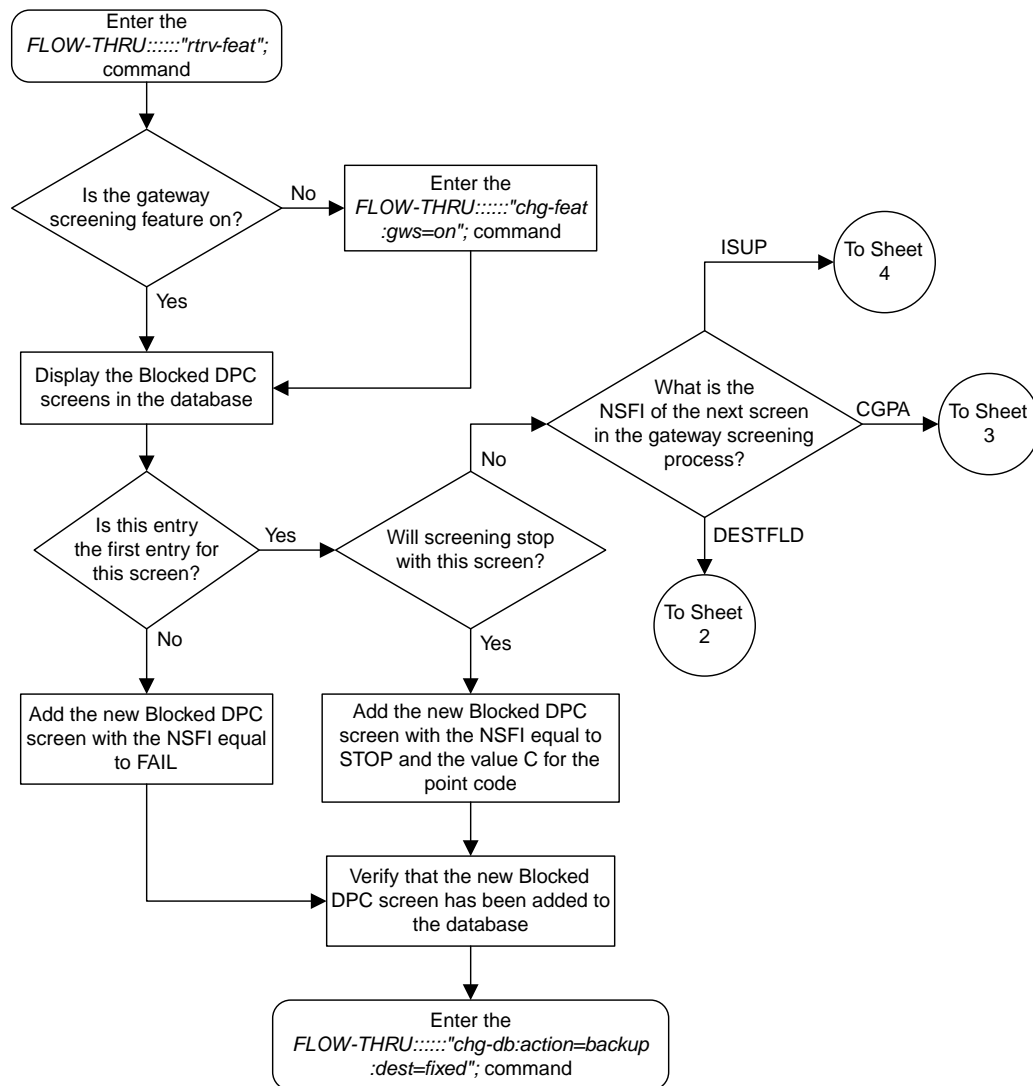 Enter the
FLOW-THRU::::::"rtrv-feat";
command
Is the gateway
screening feature on?
No
Enter the
FLOW-THRU::::::"chg-feat
:gws=on"; command
Yes
Display the Blocked DPC
screens in the database
ISUP
To Sheet
4
What is the
NSFI of the next screen
in the gateway screening
process?
CGPA
To Sheet
3
DESTFLD
To Sheet
2
Is this entry
the first entry for
this screen?
Yes
Will screening stop
with this screen?
No
No
Yes
Add the new Blocked DPC
screen with the NSFI equal
to FAIL
Add the new Blocked DPC
screen with the NSFI equal to
STOP and the value C for the
point code
Verify that the new Blocked
DPC screen has been added to
the database
Enter the
FLOW-THRU::::::"chg-db:action=backup
:dest=fixed"; command